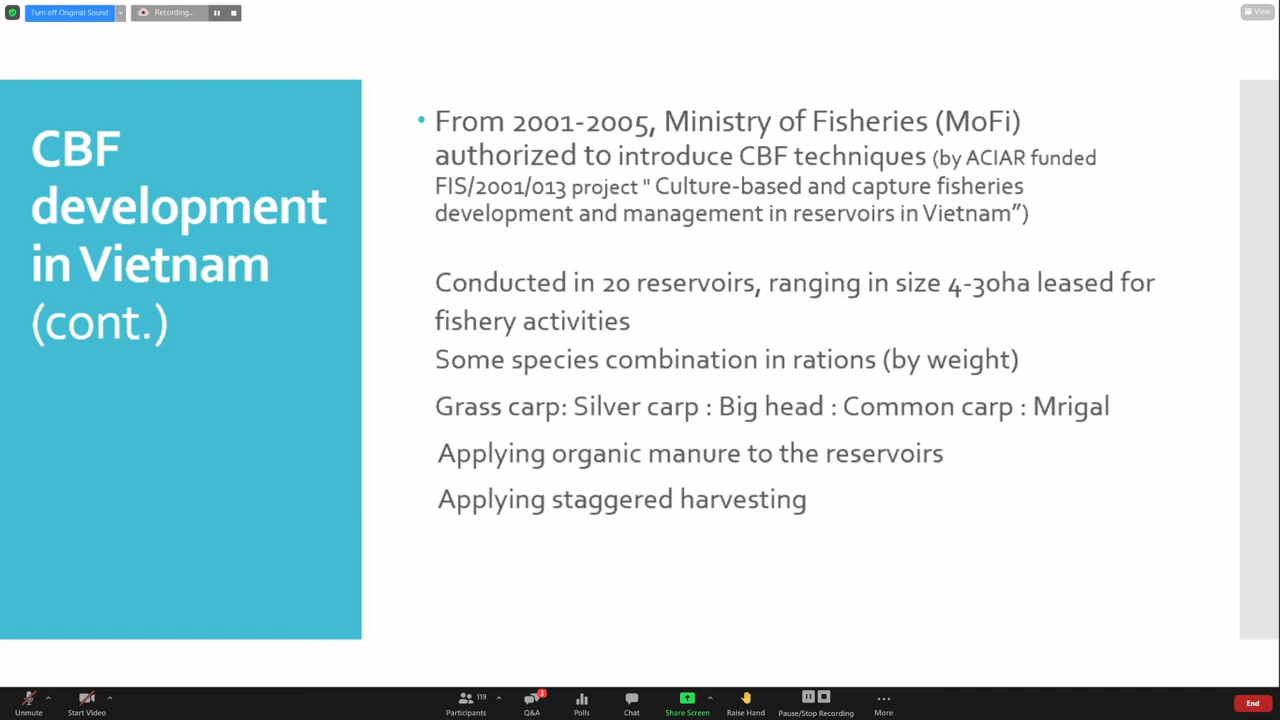 Turn off Original Sound
Recording...
View
CBF
development
in Vietnam
(cont.)
• From 2001-2005, Ministry of Fisheries (MoFi)
authorized to introduce CBF techniques (by ACIAR funded
FIS/2001/013 project " Culture-based and capture fisheries
development and management in reservoirs in Vietnam”)
Conducted in 20 reservoirs, ranging in size 4-30ha leased for
fishery activities
Some species combination in rations (by weight)
Grass carp: Silver carp : Big head : Common carp : Mrigal
Applying organic manure to the reservoirs
Applying staggered harvesting
Unmute
Start Video
119
Participants
3
Q&A
Polls
Chat
Share Screen
Raise Hand
Pause/Stop Recording
More
End